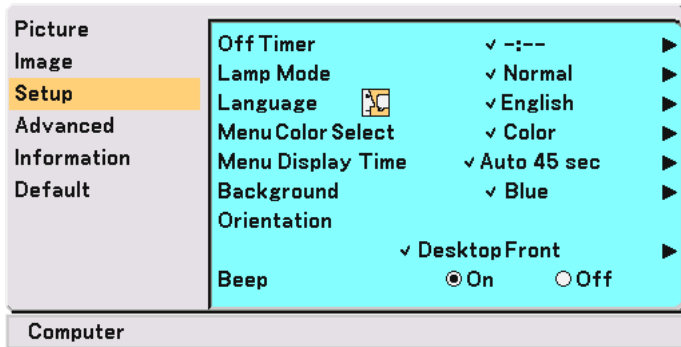 Picture
Image
Setup
Advanced
Information
Default
Off Timer ✓ -:--
Lamp Mode ✓ Normal
Language ✓ English
Menu Color Select ✓ Color
Menu Display Time ✓ Auto 45 sec
Background ✓ Blue
Orientation
✓ Desktop Front
Beep On Off
Computer